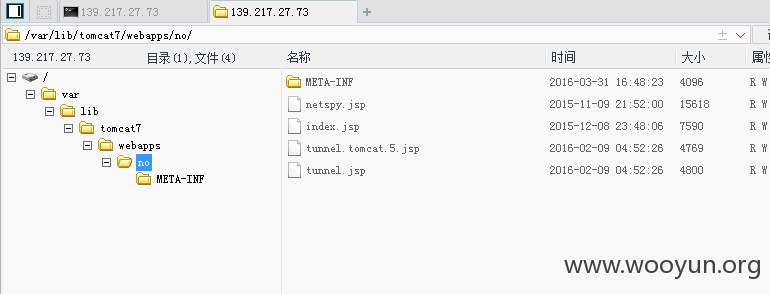 139.217.27.73 139.217.27.73 +
/var/lib/tomcat7/webapps/no/
139.217.27.73 目录(1),文件(4) 名称 时间 大小 属性
/
var
lib
tomcat7
webapps
no
META-INF
META-INF 2016-03-31 16:48:23 4096 R W
netspy.jsp 2015-11-09 21:52:00 15618 R W
index.jsp 2015-12-08 23:48:06 7590 R W
tunnel.tomcat.5.jsp 2016-02-09 04:52:26 4769 R W
tunnel.jsp 2016-02-09 04:52:26 4800 R W
www.wooyun.org